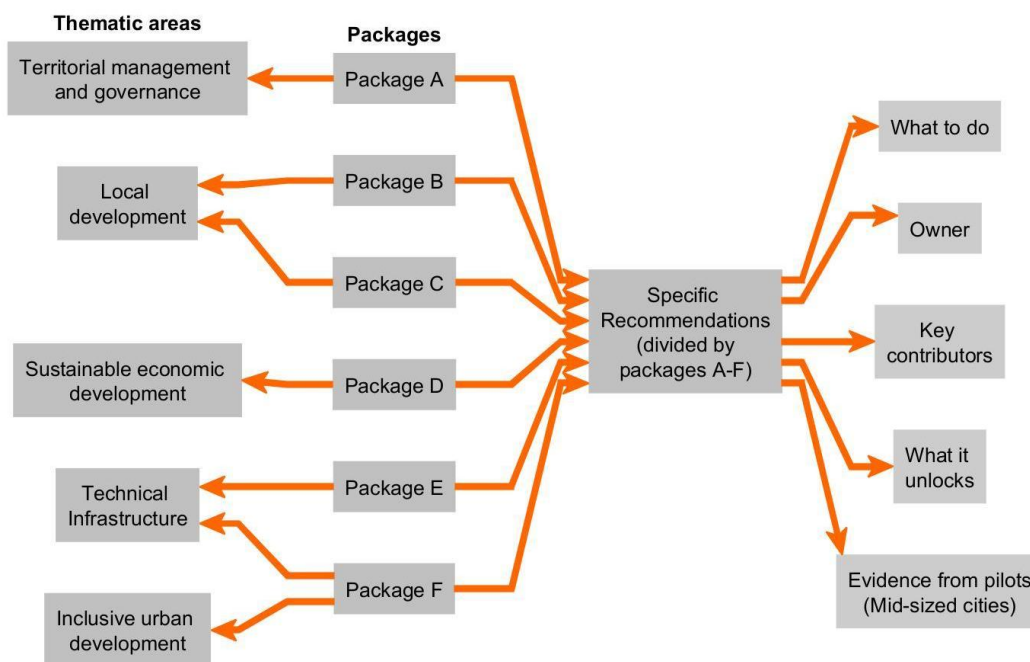 Thematic areas
Packages
Territorial management
and governance
Package A
Local
development
Package B
Package C
Sustainable economic
development
Package D
Technical
Infrastructure
Package E
Package F
Inclusive urban
development
Specific
Recommendations
(divided by
packages A-F)
What to do
Owner
Key
contributors
What it
unlocks
Evidence from pilots
(Mid-sized cities)